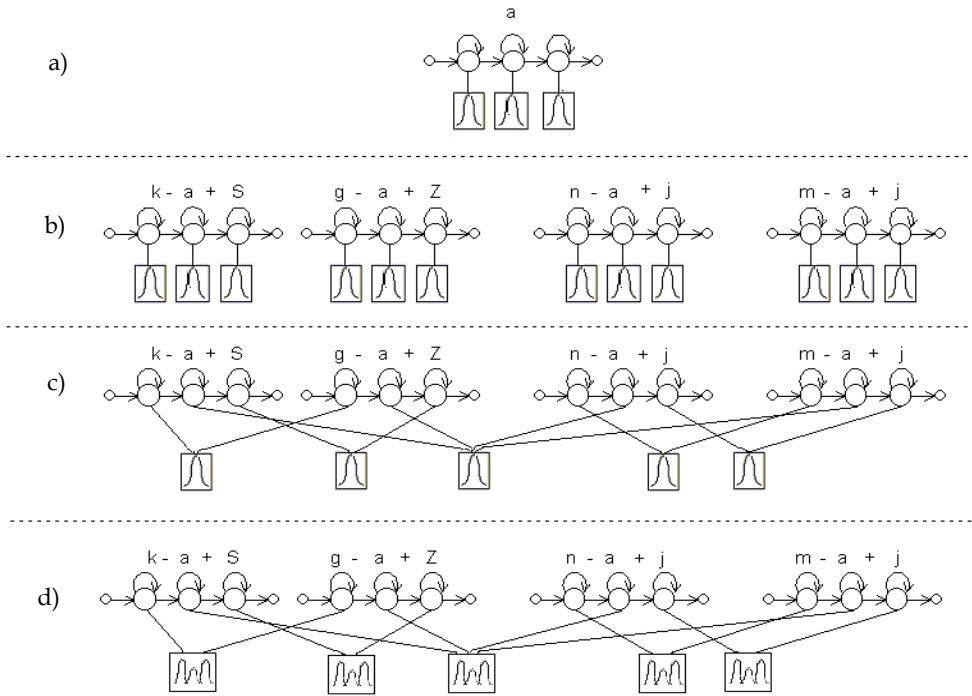 a
a)
k - a + S g - a + Z n - a + j m - a + j
b)
k - a + S g - a + Z n - a + j m - a + j
c)
k - a + S g - a + Z n - a + j m - a + j
d)